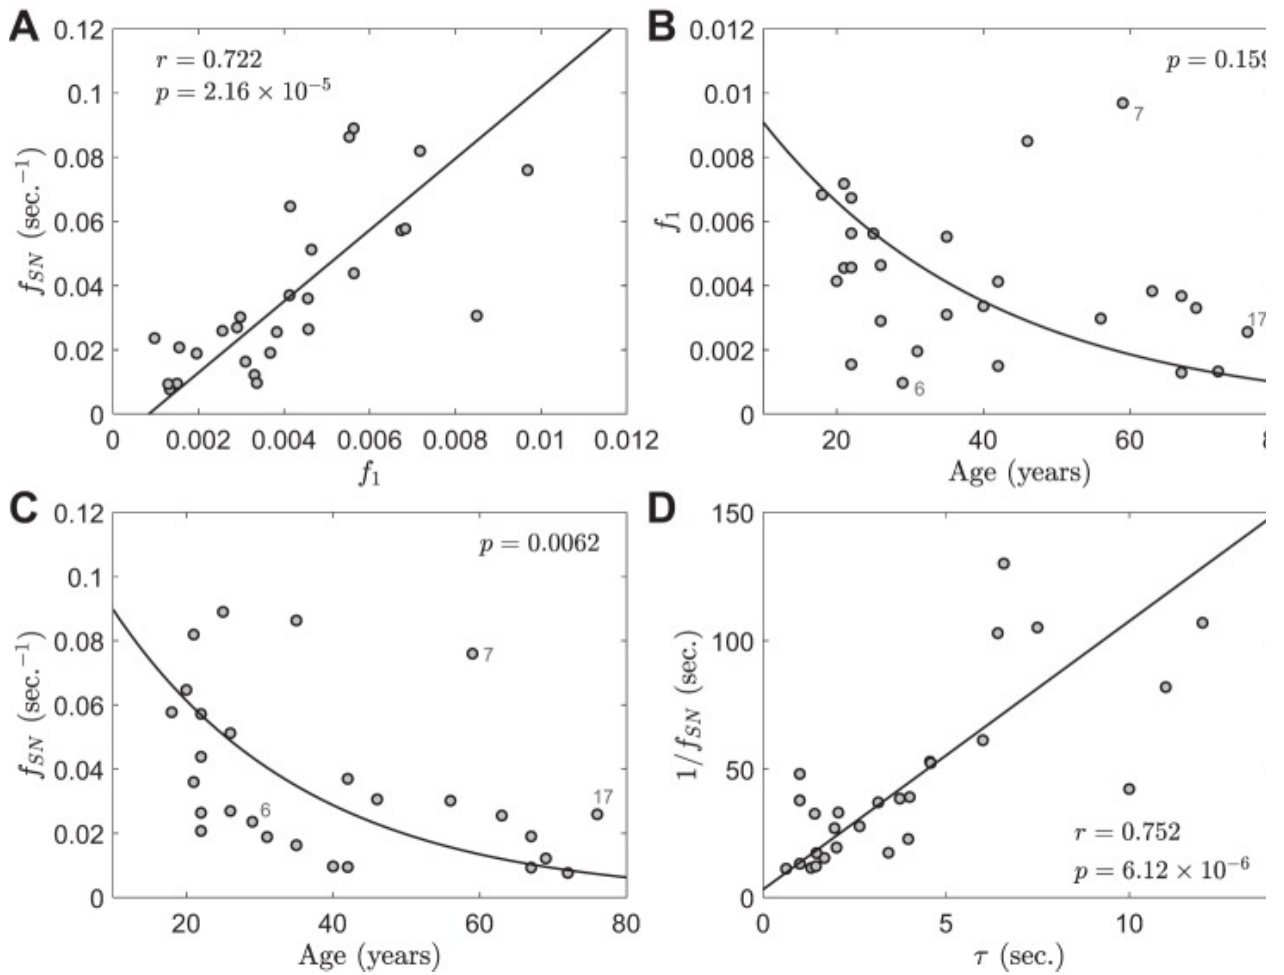 A
r = 0.722
p = 2.16 × 10⁻⁵
0.12
0.1
0.08
0.06
0.04
0.02
0
f_SN (sec.⁻¹)
0 0.002 0.004 0.006 0.008 0.01 0.012
f₁
B
p = 0.159
0.012
0.01
0.008
0.006
0.004
0.002
0
f₁
7
17
6
20 40 60 8
Age (years)
C
p = 0.0062
0.12
0.1
0.08
0.06
0.04
0.02
0
f_SN (sec.⁻¹)
7
17
6
20 40 60 80
Age (years)
D
150
100
50
0
1/f_SN (sec.)
r = 0.752
p = 6.12 × 10⁻⁶
0 5 10
τ (sec.)